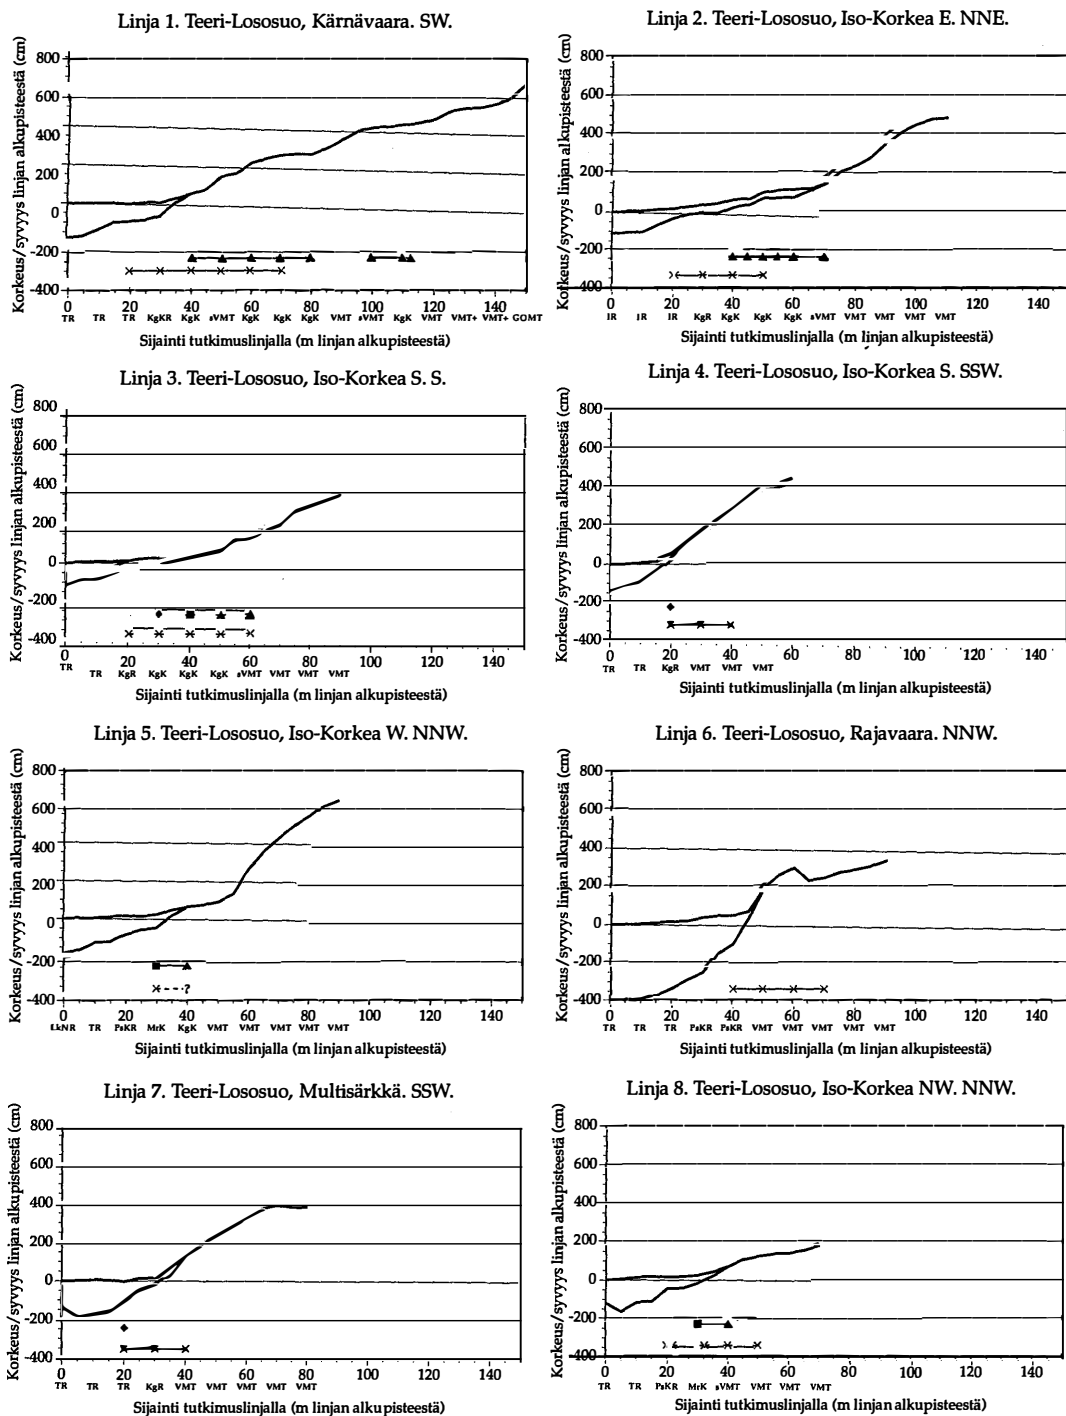 Linja 1. Teeri-Lososuo, Kärnävaara. SW.
Korkeus/syvyys linjan alkupisteestä (cm)
800
600
400
200
0
-200
-400
0 20 40 60 80 100 120 140
TR TR TR KgKR KgK sVMT KgK KgK KgK VMT sVMT KgK VMT VMT+ VMT+ GOMT
Sijainti tutkimuslinjalla (m linjan alkupisteestä)
Linja 2. Teeri-Lososuo, Iso-Korkea E. NNE.
Korkeus/syvyys linjan alkupisteestä (cm)
800
600
400
200
0
-200
-400
0 20 40 60 80 100 120 140
IR IR IR KgR KgK KgK KgK sVMT VMT VMT VMT VMT
Sijainti tutkimuslinjalla (m linjan alkupisteestä)
Linja 3. Teeri-Lososuo, Iso-Korkea S. S.
Korkeus/syvyys linjan alkupisteestä (cm)
800
600
400
200
0
-200
-400
0 20 40 60 80 100 120 140
TR TR KgR KgK KgK KgK sVMT VMT VMT VMT
Sijainti tutkimuslinjalla (m linjan alkupisteestä)
Linja 4. Teeri-Lososuo, Iso-Korkea S. SSW.
Korkeus/syvyys linjan alkupisteestä (cm)
800
600
400
200
0
-200
-400
0 20 40 60 80 100 120 140
TR TR KgR VMT VMT VMT
Sijainti tutkimuslinjalla (m linjan alkupisteestä)
Linja 5. Teeri-Lososuo, Iso-Korkea W. NNW.
Korkeus/syvyys linjan alkupisteestä (cm)
800
600
400
200
0
-200
-400
?
0 20 40 60 80 100 120 140
LkNR TR PsKR MrK KgK VMT VMT VMT VMT VMT
Sijainti tutkimuslinjalla (m linjan alkupisteestä)
Linja 6. Teeri-Lososuo, Rajavaara. NNW.
Korkeus/syvyys linjan alkupisteestä (cm)
800
600
400
200
0
-200
-400
0 20 40 60 80 100 120 140
TR TR TR PsKR PsKR VMT VMT VMT VMT VMT
Sijainti tutkimuslinjalla (m linjan alkupisteestä)
Linja 7. Teeri-Lososuo, Multisärkkä. SSW.
Korkeus/syvyys linjan alkupisteestä (cm)
800
600
400
200
0
-200
-400
0 20 40 60 80 100 120 140
TR TR TR KgR VMT VMT VMT VMT VMT
Sijainti tutkimuslinjalla (m linjan alkupisteestä)
Linja 8. Teeri-Lososuo, Iso-Korkea NW. NNW.
Korkeus/syvyys linjan alkupisteestä (cm)
800
600
400
200
0
-200
-400
0 20 40 60 80 100 120 140
TR TR PsKR MrK sVMT VMT VMT VMT
Sijainti tutkimuslinjalla (m linjan alkupisteestä)